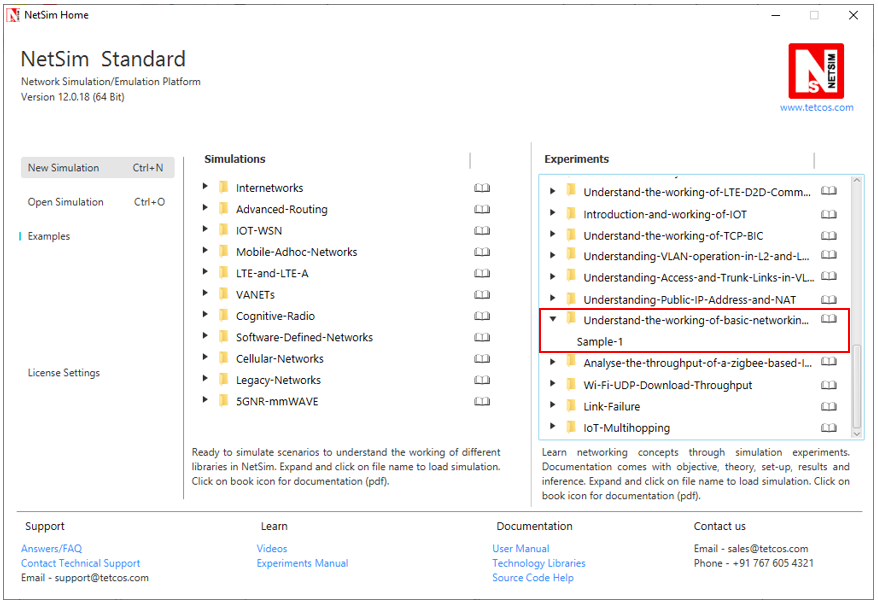 NetSim Home
NetSim Standard
Network Simulation/Emulation Platform
Version 12.0.18 (64 Bit)
NETSIM
NS
www.tetcos.com
New Simulation Ctrl+N
Open Simulation Ctrl+O
Examples
License Settings
Simulations
Internetworks
Advanced-Routing
IOT-WSN
Mobile-Adhoc-Networks
LTE-and-LTE-A
VANETs
Cognitive-Radio
Software-Defined-Networks
Cellular-Networks
Legacy-Networks
5GNR-mmWAVE
Ready to simulate scenarios to understand the working of different
libraries in NetSim. Expand and click on file name to load simulation.
Click on book icon for documentation (pdf).
Experiments
Understand-the-working-of-LTE-D2D-Comm...
Introduction-and-working-of-IOT
Understand-the-working-of-TCP-BIC
Understanding-VLAN-operation-in-L2-and-L...
Understanding-Access-and-Trunk-Links-in-VL...
Understanding-Public-IP-Address-and-NAT
Understand-the-working-of-basic-networkin...
Sample-1
Analyse-the-throughput-of-a-zigbee-based-I...
Wi-Fi-UDP-Download-Throughput
Link-Failure
IoT-Multihopping
Learn networking concepts through simulation experiments.
Documentation comes with objective, theory, set-up, results and
inference. Expand and click on file name to load simulation. Click on
book icon for documentation (pdf).
Support
Answers/FAQ
Contact Technical Support
Email - support@tetcos.com
Learn
Videos
Experiments Manual
Documentation
User Manual
Technology Libraries
Source Code Help
Contact us
Email - sales@tetcos.com
Phone - +91 767 605 4321